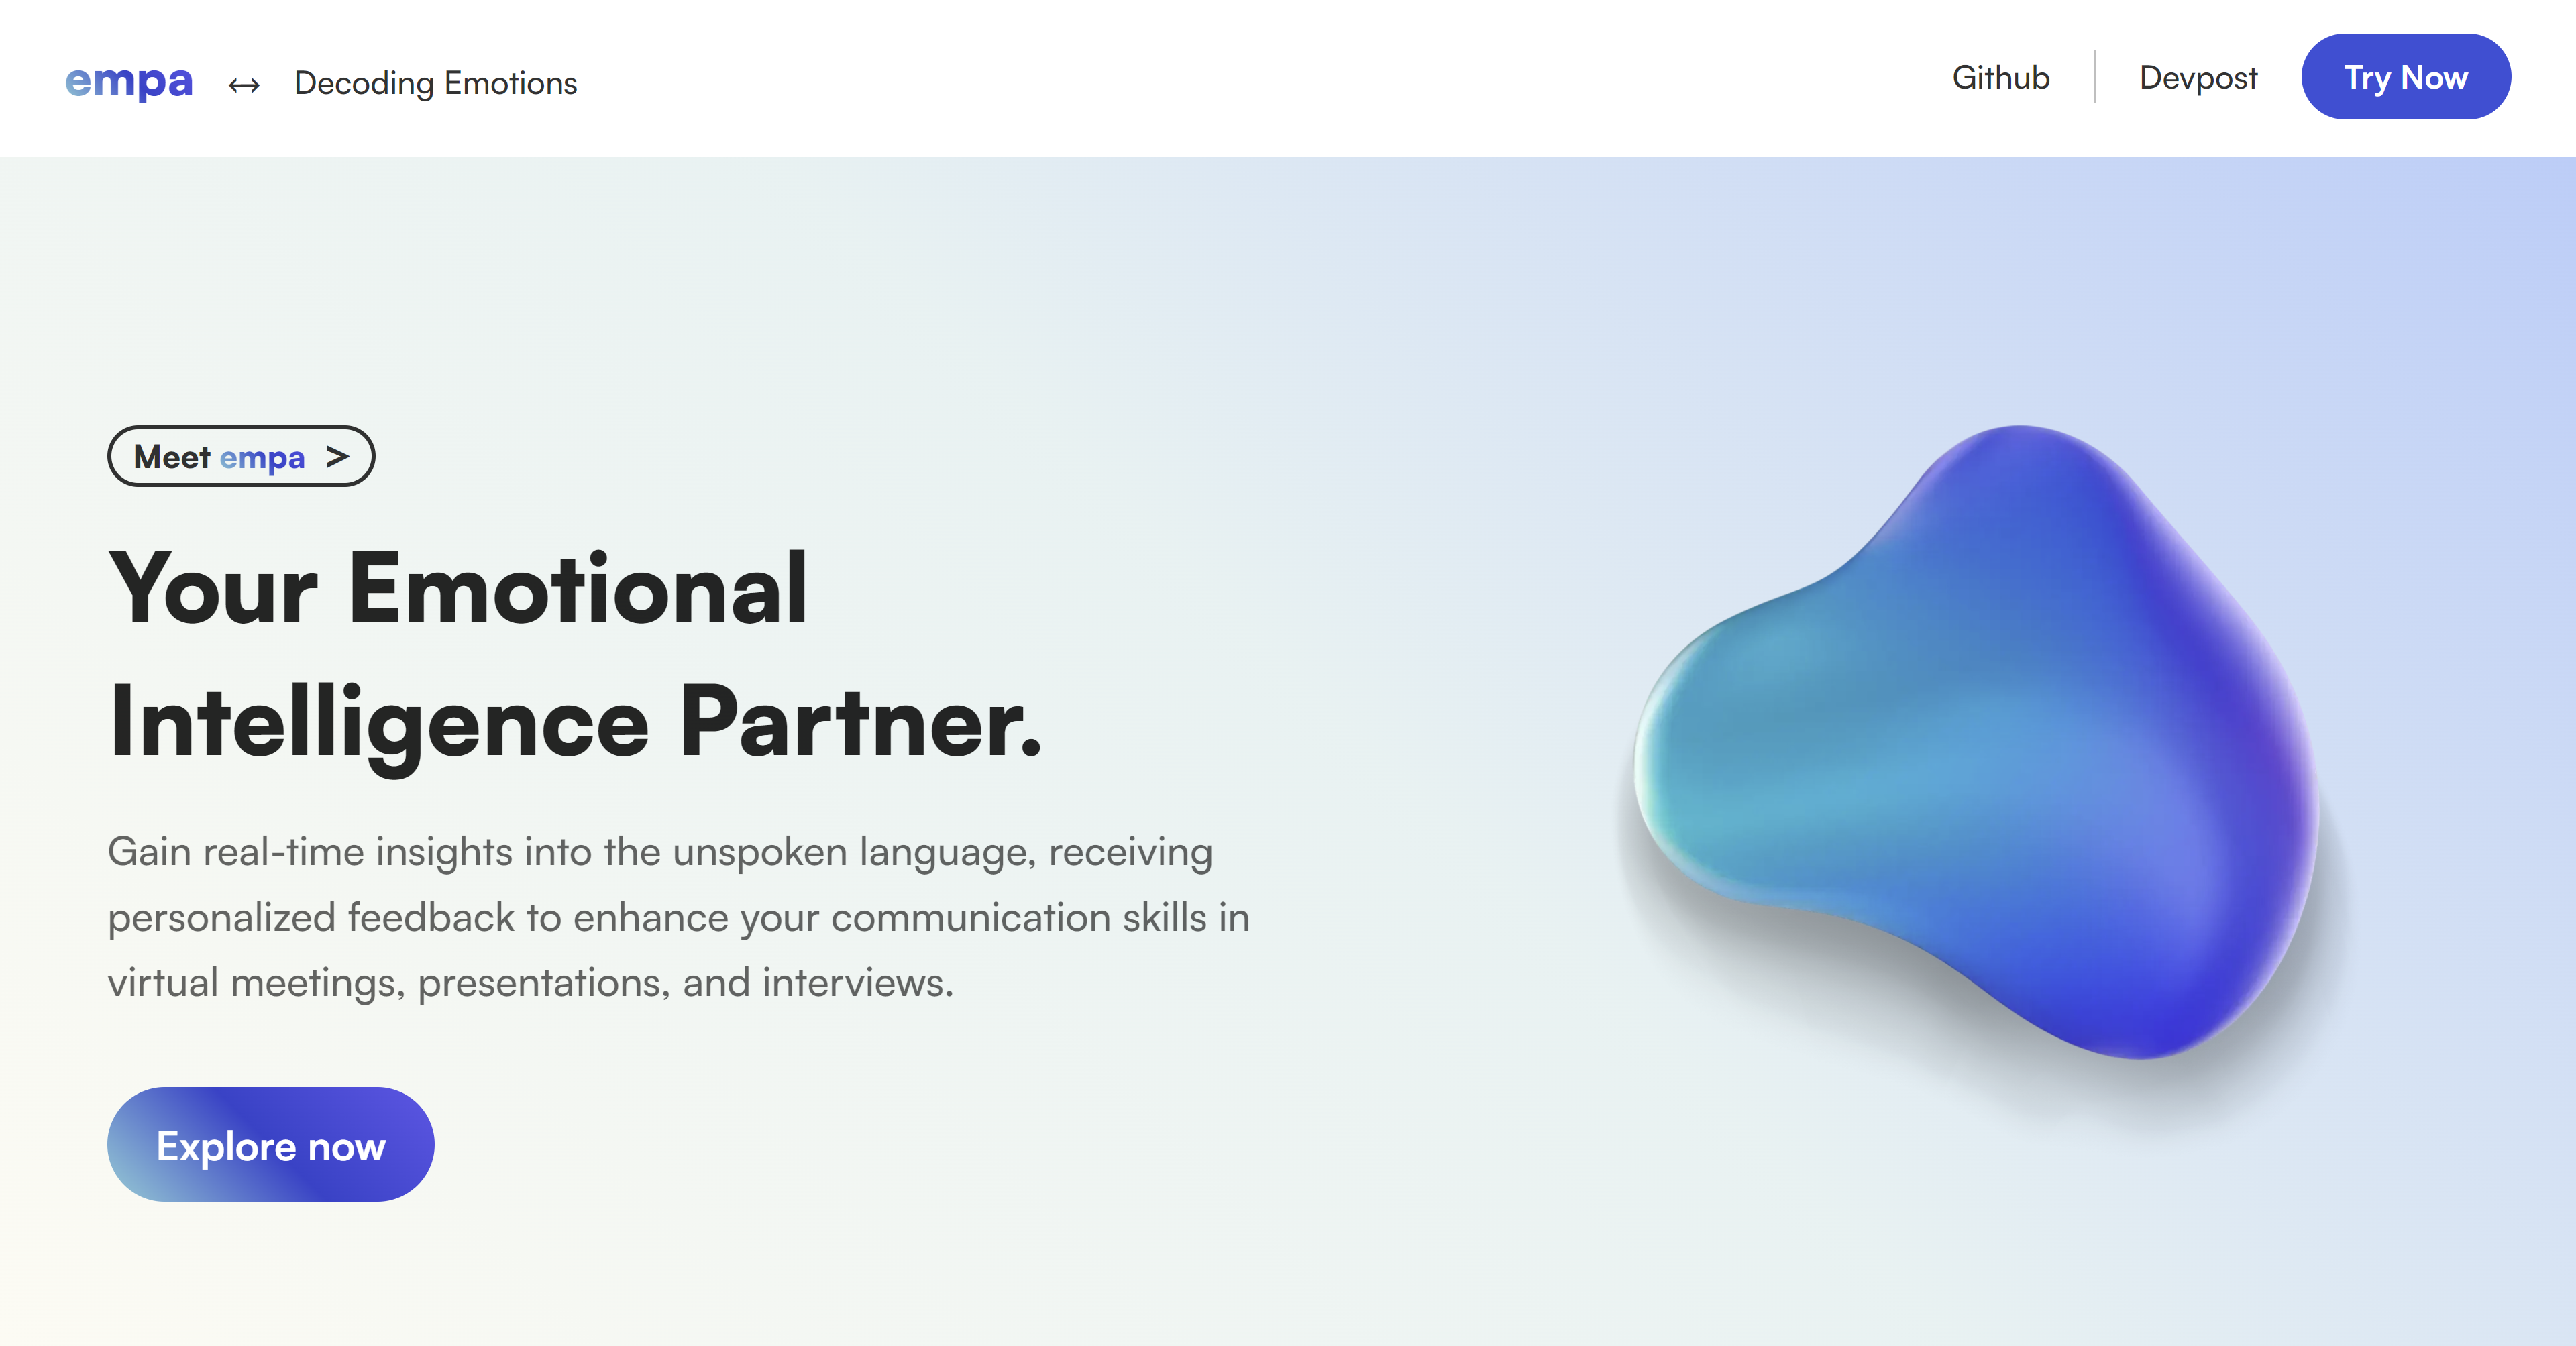 empa ↔ Decoding Emotions
Github | Devpost Try Now
Meet empa >
Your Emotional
Intelligence Partner.
Gain real-time insights into the unspoken language, receiving
personalized feedback to enhance your communication skills in
virtual meetings, presentations, and interviews.
Explore now